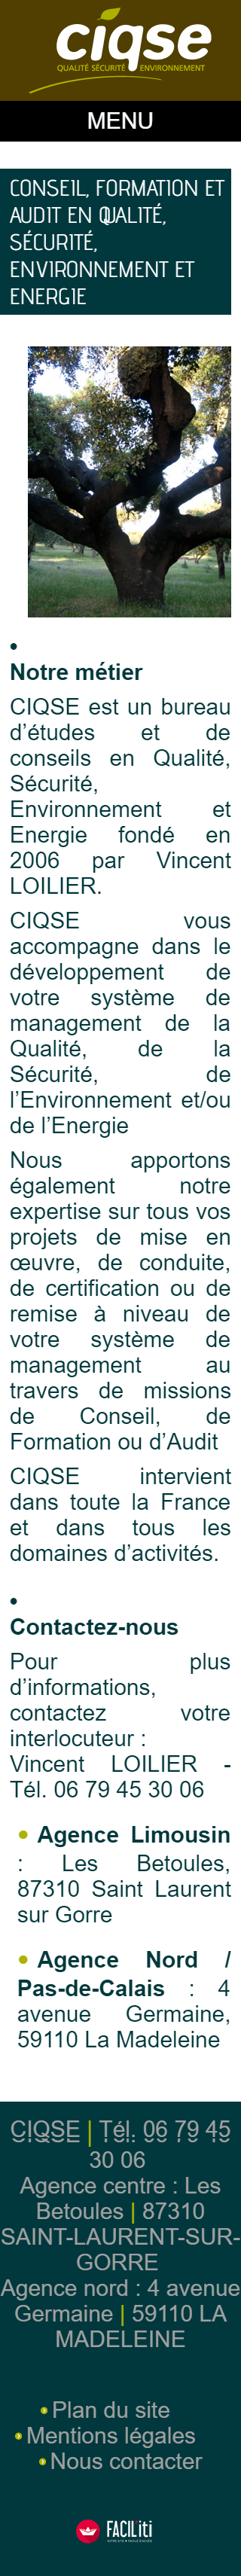 ciqse
QUALITÉ SÉCURITÉ ENVIRONNEMENT
MENU
CONSEIL, FORMATION ET
AUDIT EN QUALITÉ,
SÉCURITÉ,
ENVIRONNEMENT ET
ENERGIE
•
Notre métier
CIQSE est un bureau
d’études et de
conseils en Qualité,
Sécurité,
Environnement et
Energie fondé en
2006 par Vincent
LOILIER.
CIQSE vous
accompagne dans le
développement de
votre système de
management de la
Qualité, de la
Sécurité, de
l’Environnement et/ou
de l’Energie
Nous apportons
également notre
expertise sur tous vos
projets de mise en
œuvre, de conduite,
de certification ou de
remise à niveau de
votre système de
management au
travers de missions
de Conseil, de
Formation ou d’Audit
CIQSE intervient
dans toute la France
et dans tous les
domaines d’activités.
•
Contactez-nous
Pour plus
d’informations,
contactez votre
interlocuteur :
Vincent LOILIER -
Tél. 06 79 45 30 06
• Agence Limousin
: Les Betoules,
87310 Saint Laurent
sur Gorre
• Agence Nord /
Pas-de-Calais : 4
avenue Germaine,
59110 La Madeleine
CIQSE | Tél. 06 79 45
30 06
Agence centre : Les
Betoules | 87310
SAINT-LAURENT-SUR-
GORRE
Agence nord : 4 avenue
Germaine | 59110 LA
MADELEINE
Plan du site
Mentions légales
Nous contacter
FACIL'iti